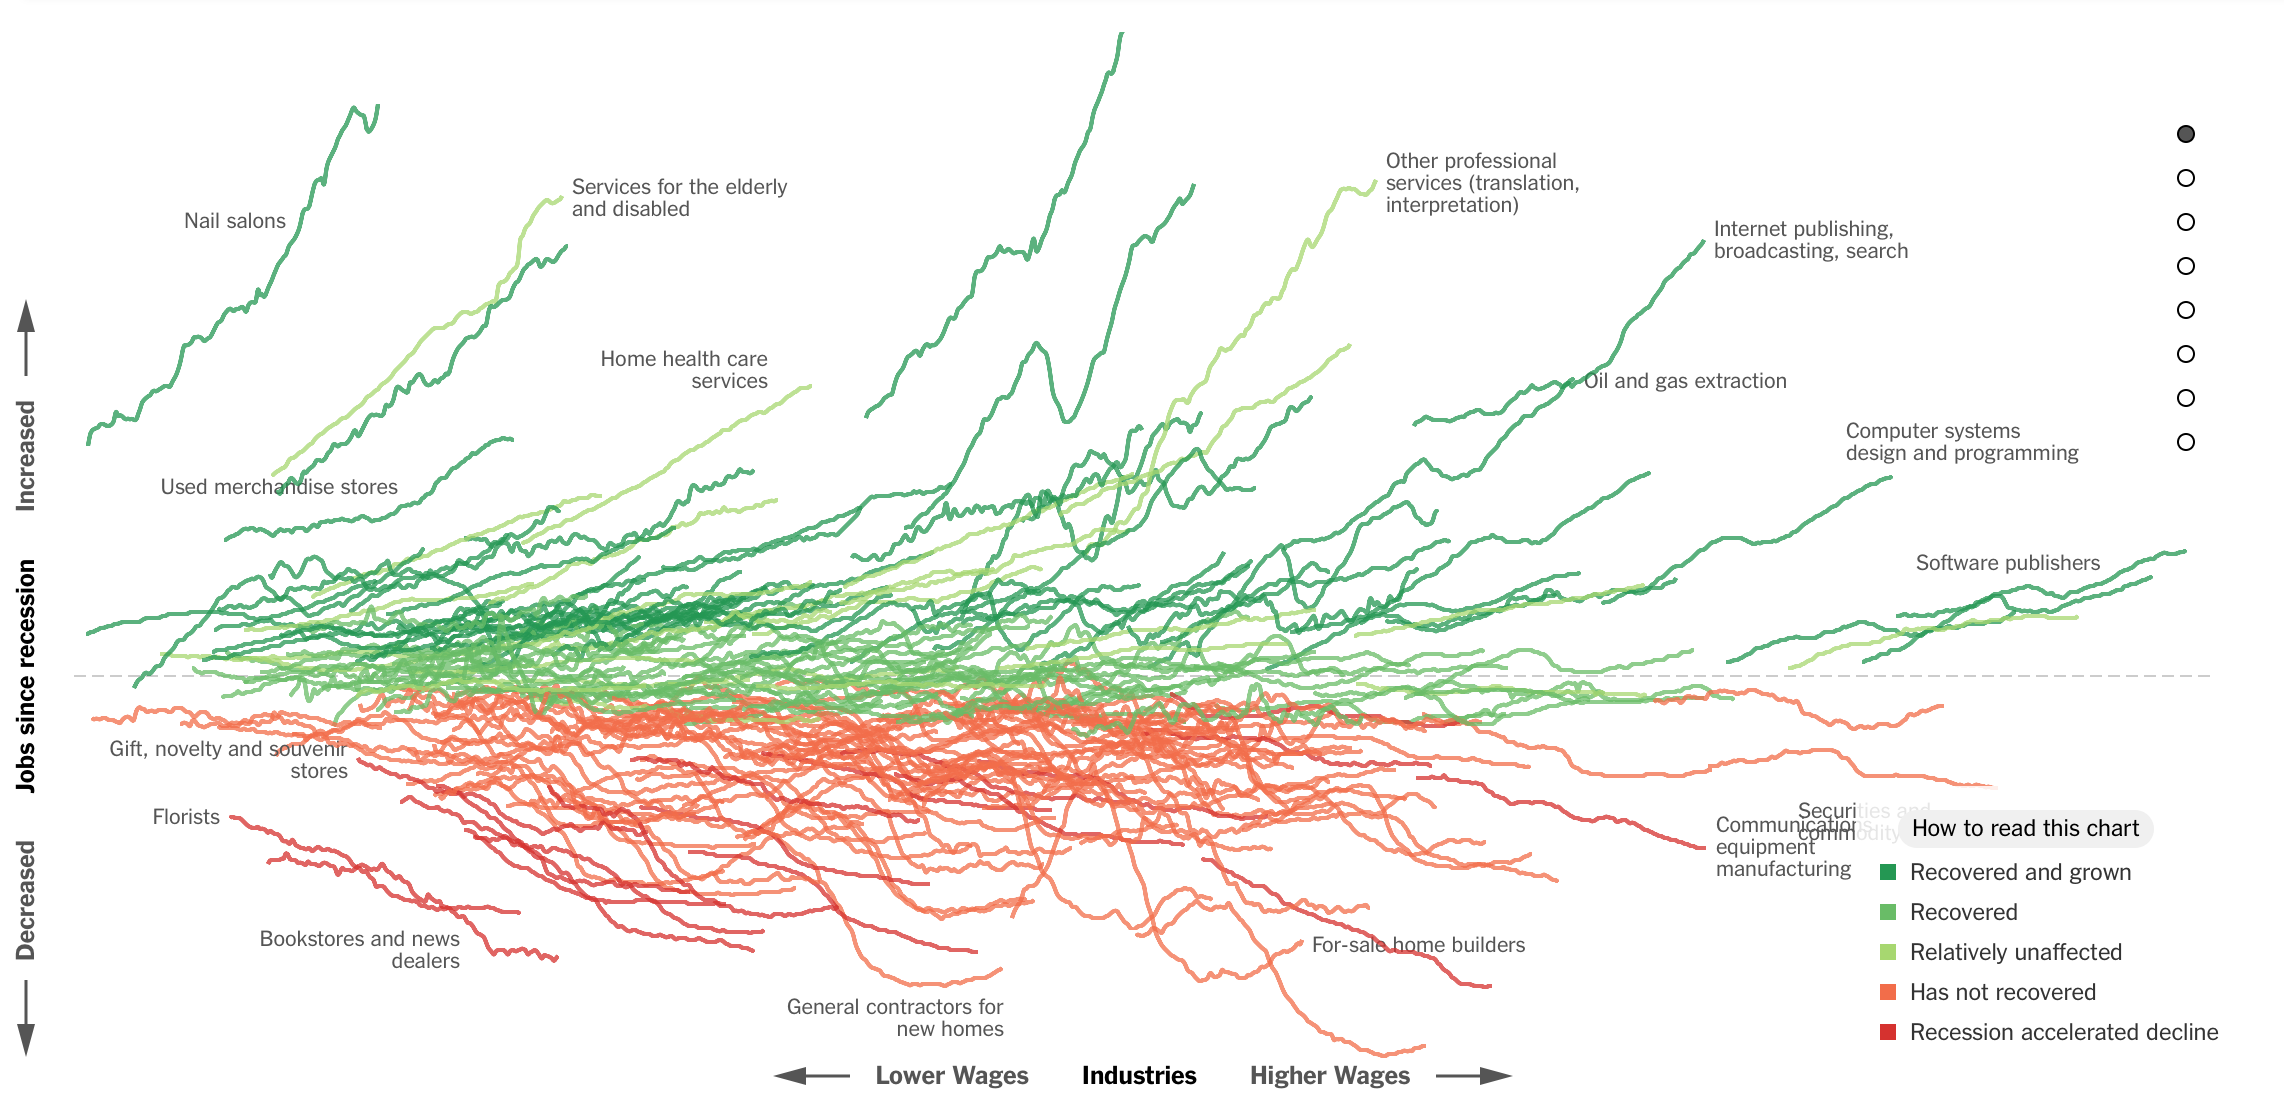 Other professional
services (translation,
interpretation)
Services for the elderly
and disabled
Nail salons
Internet publishing,
broadcasting, search
Home health care
services
Oil and gas extraction
Computer systems
design and programming
Used merchandise stores
Software publishers
Increased
Jobs since recession
Decreased
Gift, novelty and souvenir
stores
Florists
Securities and
commodity
Communications
equipment
manufacturing
How to read this chart
Recovered and grown
Recovered
Relatively unaffected
Has not recovered
Recession accelerated decline
Bookstores and news
dealers
For-sale home builders
General contractors for
new homes
Lower Wages
Industries
Higher Wages